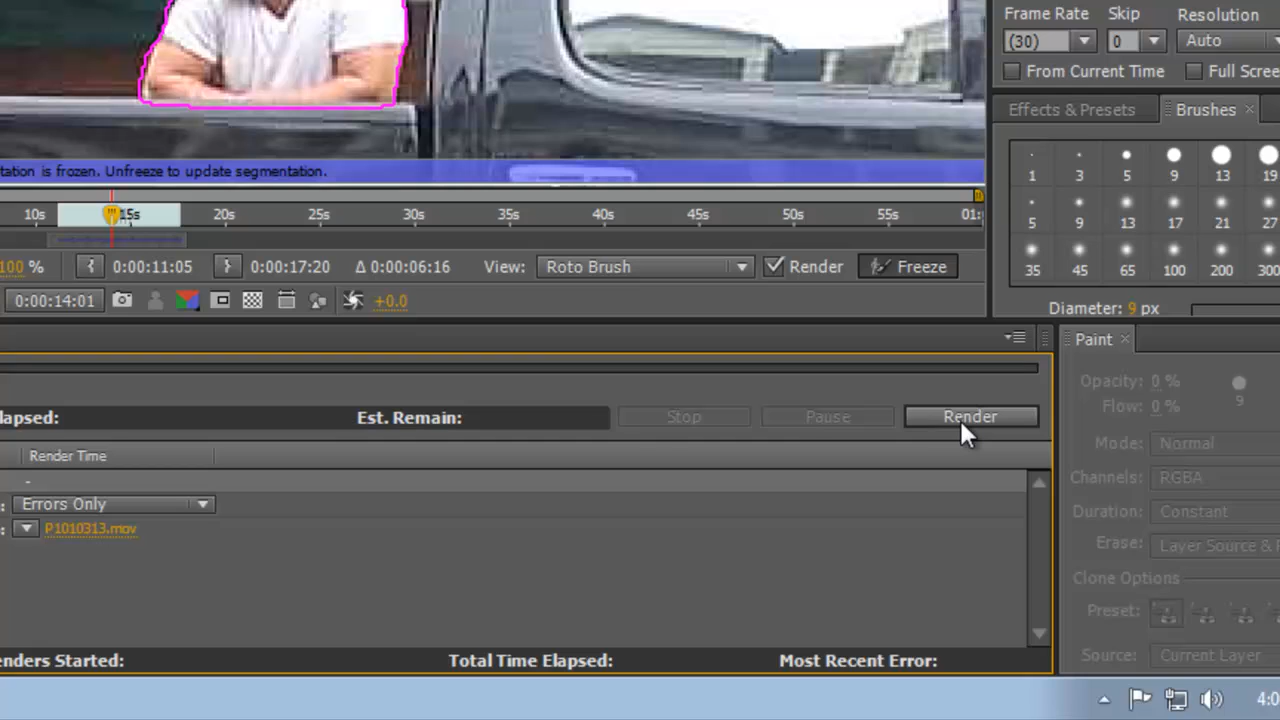 Frame Rate Skip Resolution
(30) 0 Auto
From Current Time Full Scree
Effects & Presets Brushes
1 3 5 9 13 19
5 9 13 17 21 27
35 45 65 100 200 300
Diameter: 9 px
tation is frozen. Unfreeze to update segmentation.
10s 15s 20s 25s 30s 35s 40s 45s 50s 55s 01:
100 % 0:00:11:05 0:00:17:20 Δ 0:00:06:16 View: Roto Brush Render Freeze
0:00:14:01 +0.0
Paint
Opacity: 0 %
Flow: 0 % 9
lapsed: Est. Remain: Stop Pause Render
Mode: Normal
Render Time
Channels: RGBA
-
: Errors Only
Duration: Constant
: P1010313.mov
Erase: Layer Source &
Clone Options
Preset:
Source: Current Layer
enders Started: Total Time Elapsed: Most Recent Error:
4:0